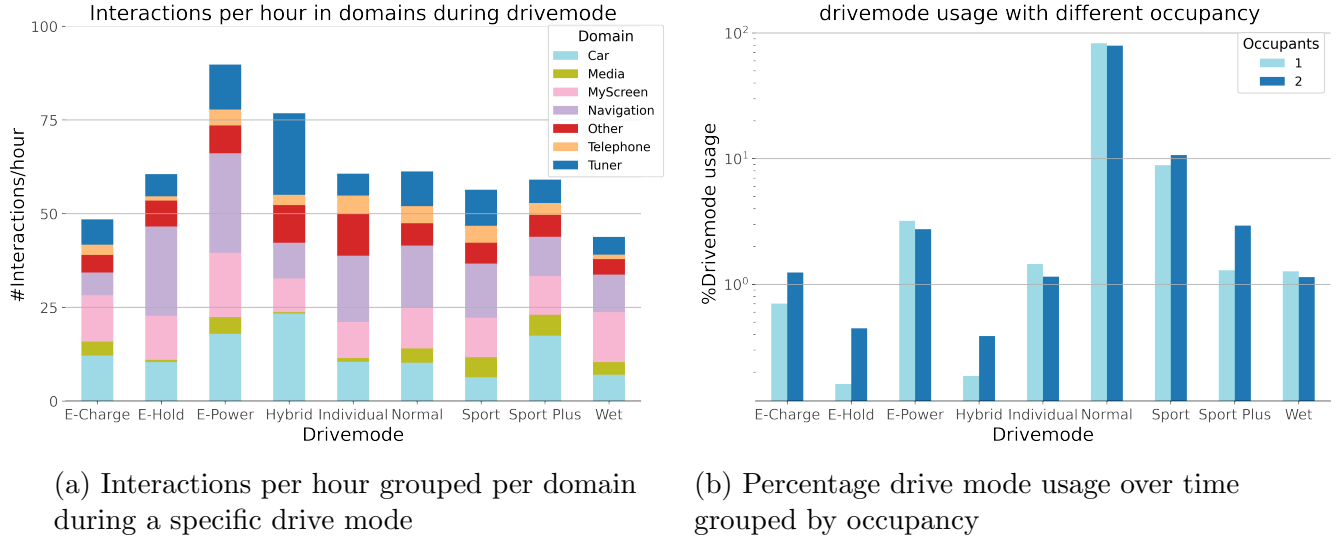 Interactions per hour in domains during drivemode
100
75
50
25
0
#Interactions/hour
Domain
Car
Media
MyScreen
Navigation
Other
Telephone
Tuner
E-Charge E-Hold E-Power Hybrid Individual Normal Sport Sport Plus Wet
Drivemode
(a) Interactions per hour grouped per domain
during a specific drive mode
drivemode usage with different occupancy
10²
10¹
10⁰
%Drivemode usage
Occupants
1
2
E-Charge E-Hold E-Power Hybrid Individual Normal Sport Sport Plus Wet
Drivemode
(b) Percentage drive mode usage over time
grouped by occupancy